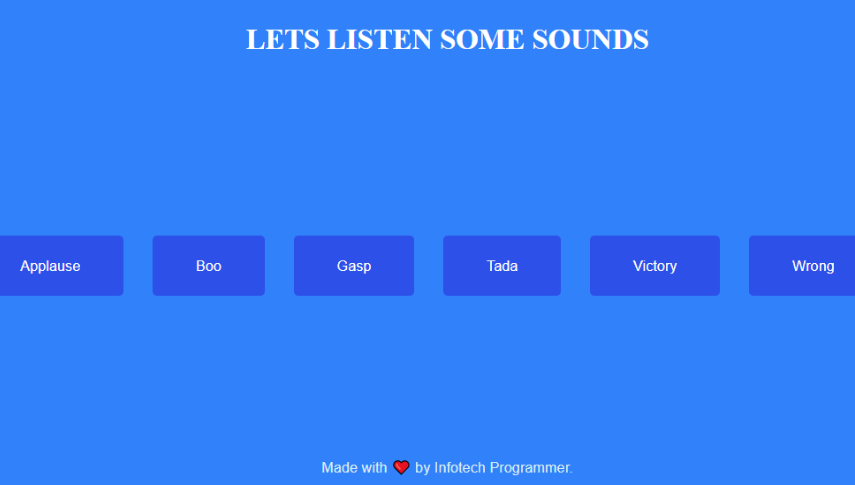 LETS LISTEN SOME SOUNDS
Applause Boo Gasp Tada Victory Wrong
Made with ❤️ by Infotech Programmer.